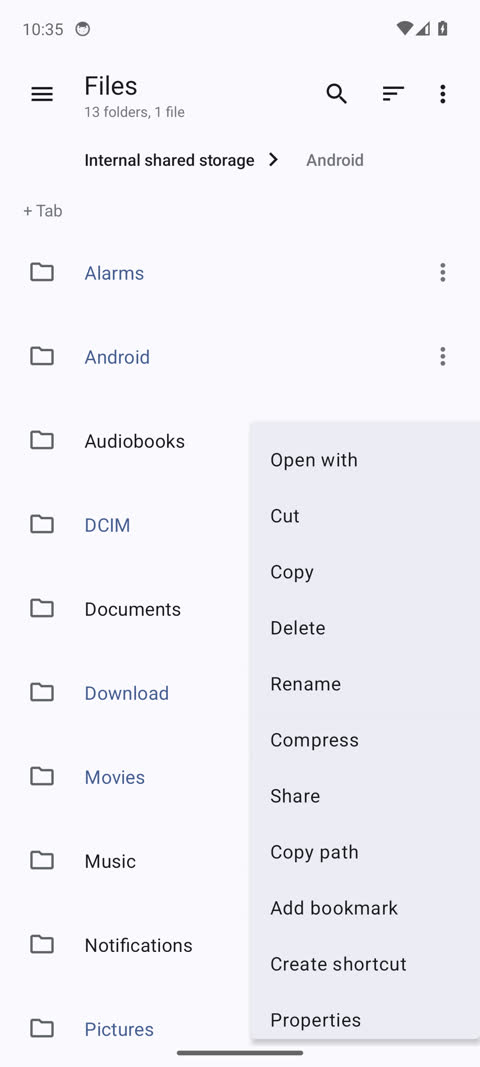 10:35
Files
13 folders, 1 file
Internal shared storage
Android
+ Tab
Alarms
Android
Audiobooks
DCIM
Documents
Download
Movies
Music
Notifications
Pictures
Open with
Cut
Copy
Delete
Rename
Compress
Share
Copy path
Add bookmark
Create shortcut
Properties